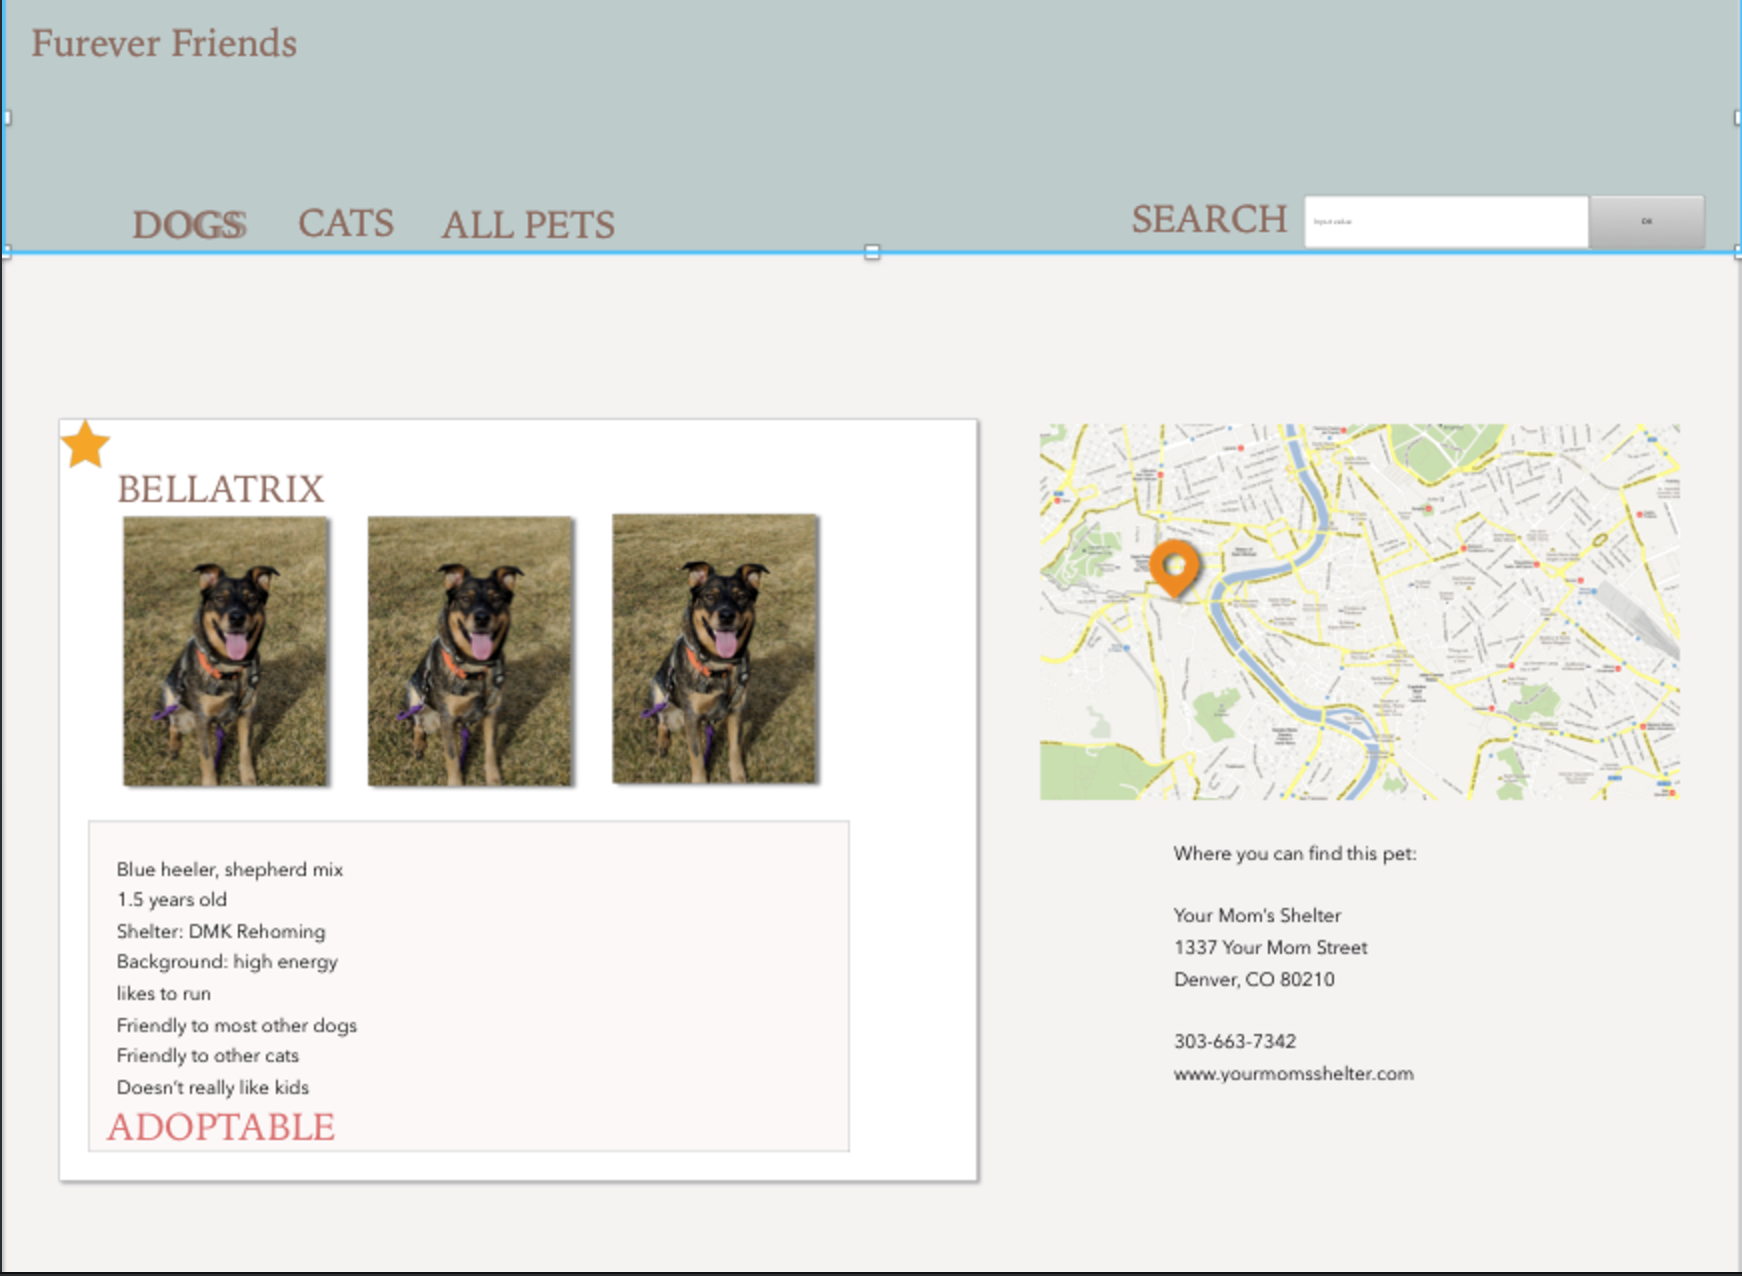 Furever Friends
DOGS CATS ALL PETS SEARCH Input value OK
BELLATRIX
Blue heeler, shepherd mix
1.5 years old
Shelter: DMK Rehoming
Background: high energy
likes to run
Friendly to most other dogs
Friendly to other cats
Doesn't really like kids
ADOPTABLE
Where you can find this pet:
Your Mom's Shelter
1337 Your Mom Street
Denver, CO 80210
303-663-7342
www.yourmomsshelter.com